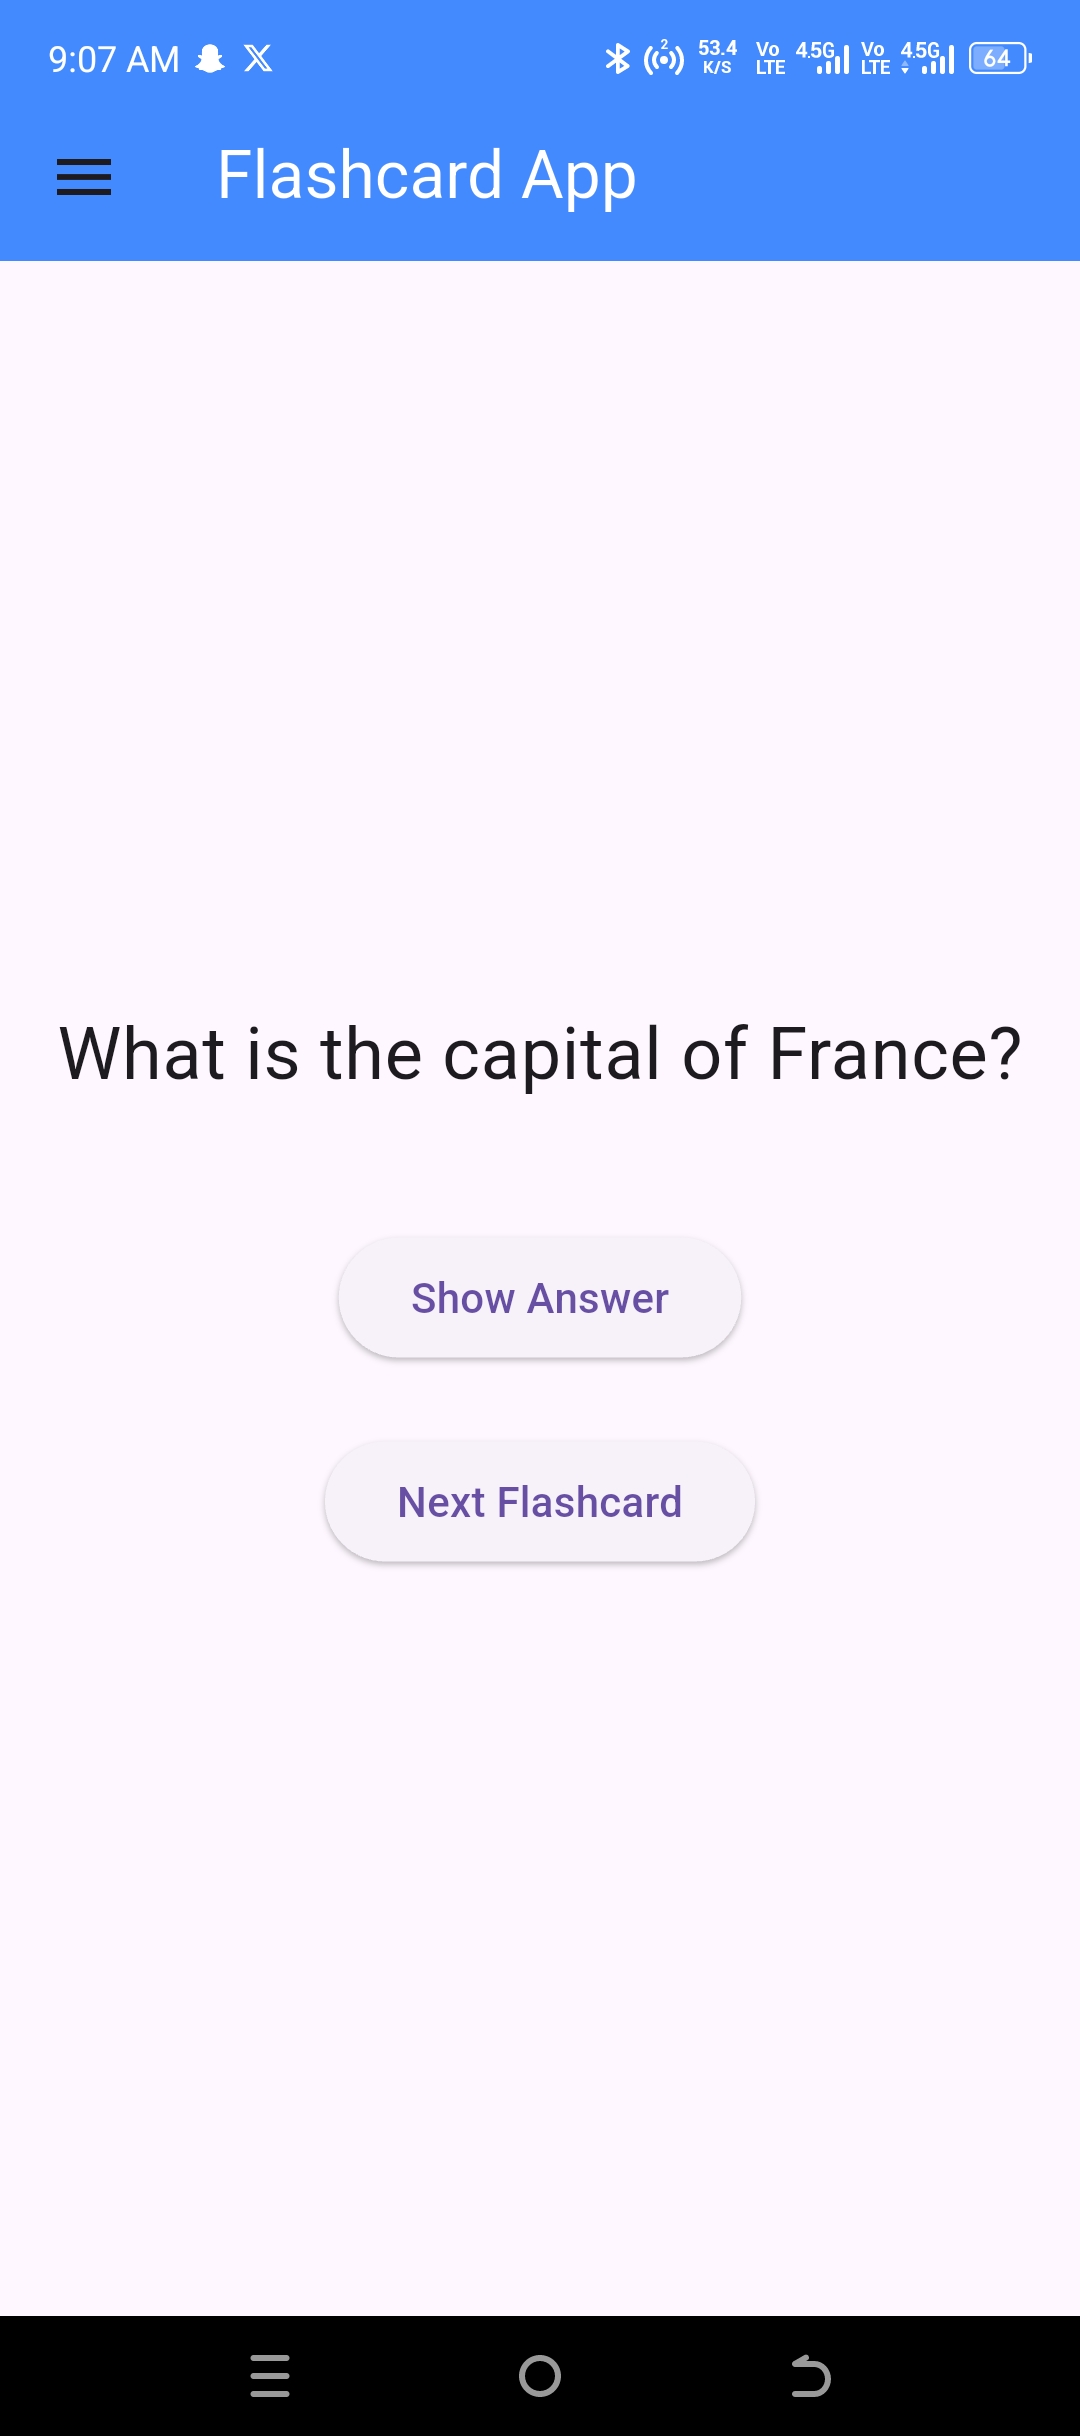 9:07 AM 2 53.4 K/S Vo LTE 4.5G Vo LTE 4.5G 64
Flashcard App
What is the capital of France?
Show Answer
Next Flashcard